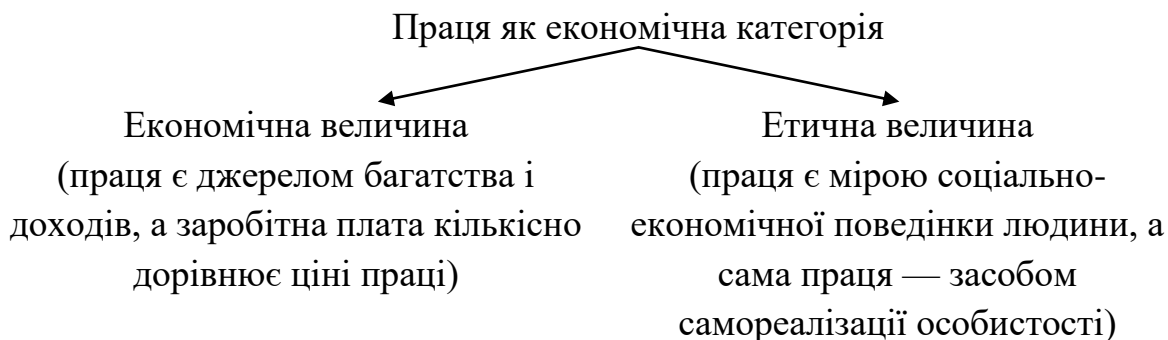 Праця як економічна категорія
Економічна величина
(праця є джерелом багатства і
доходів, а заробітна плата кількісно
дорівнює ціні праці)
Етична величина
(праця є мірою соціально-
економічної поведінки людини, а
сама праця — засобом
самореалізації особистості)